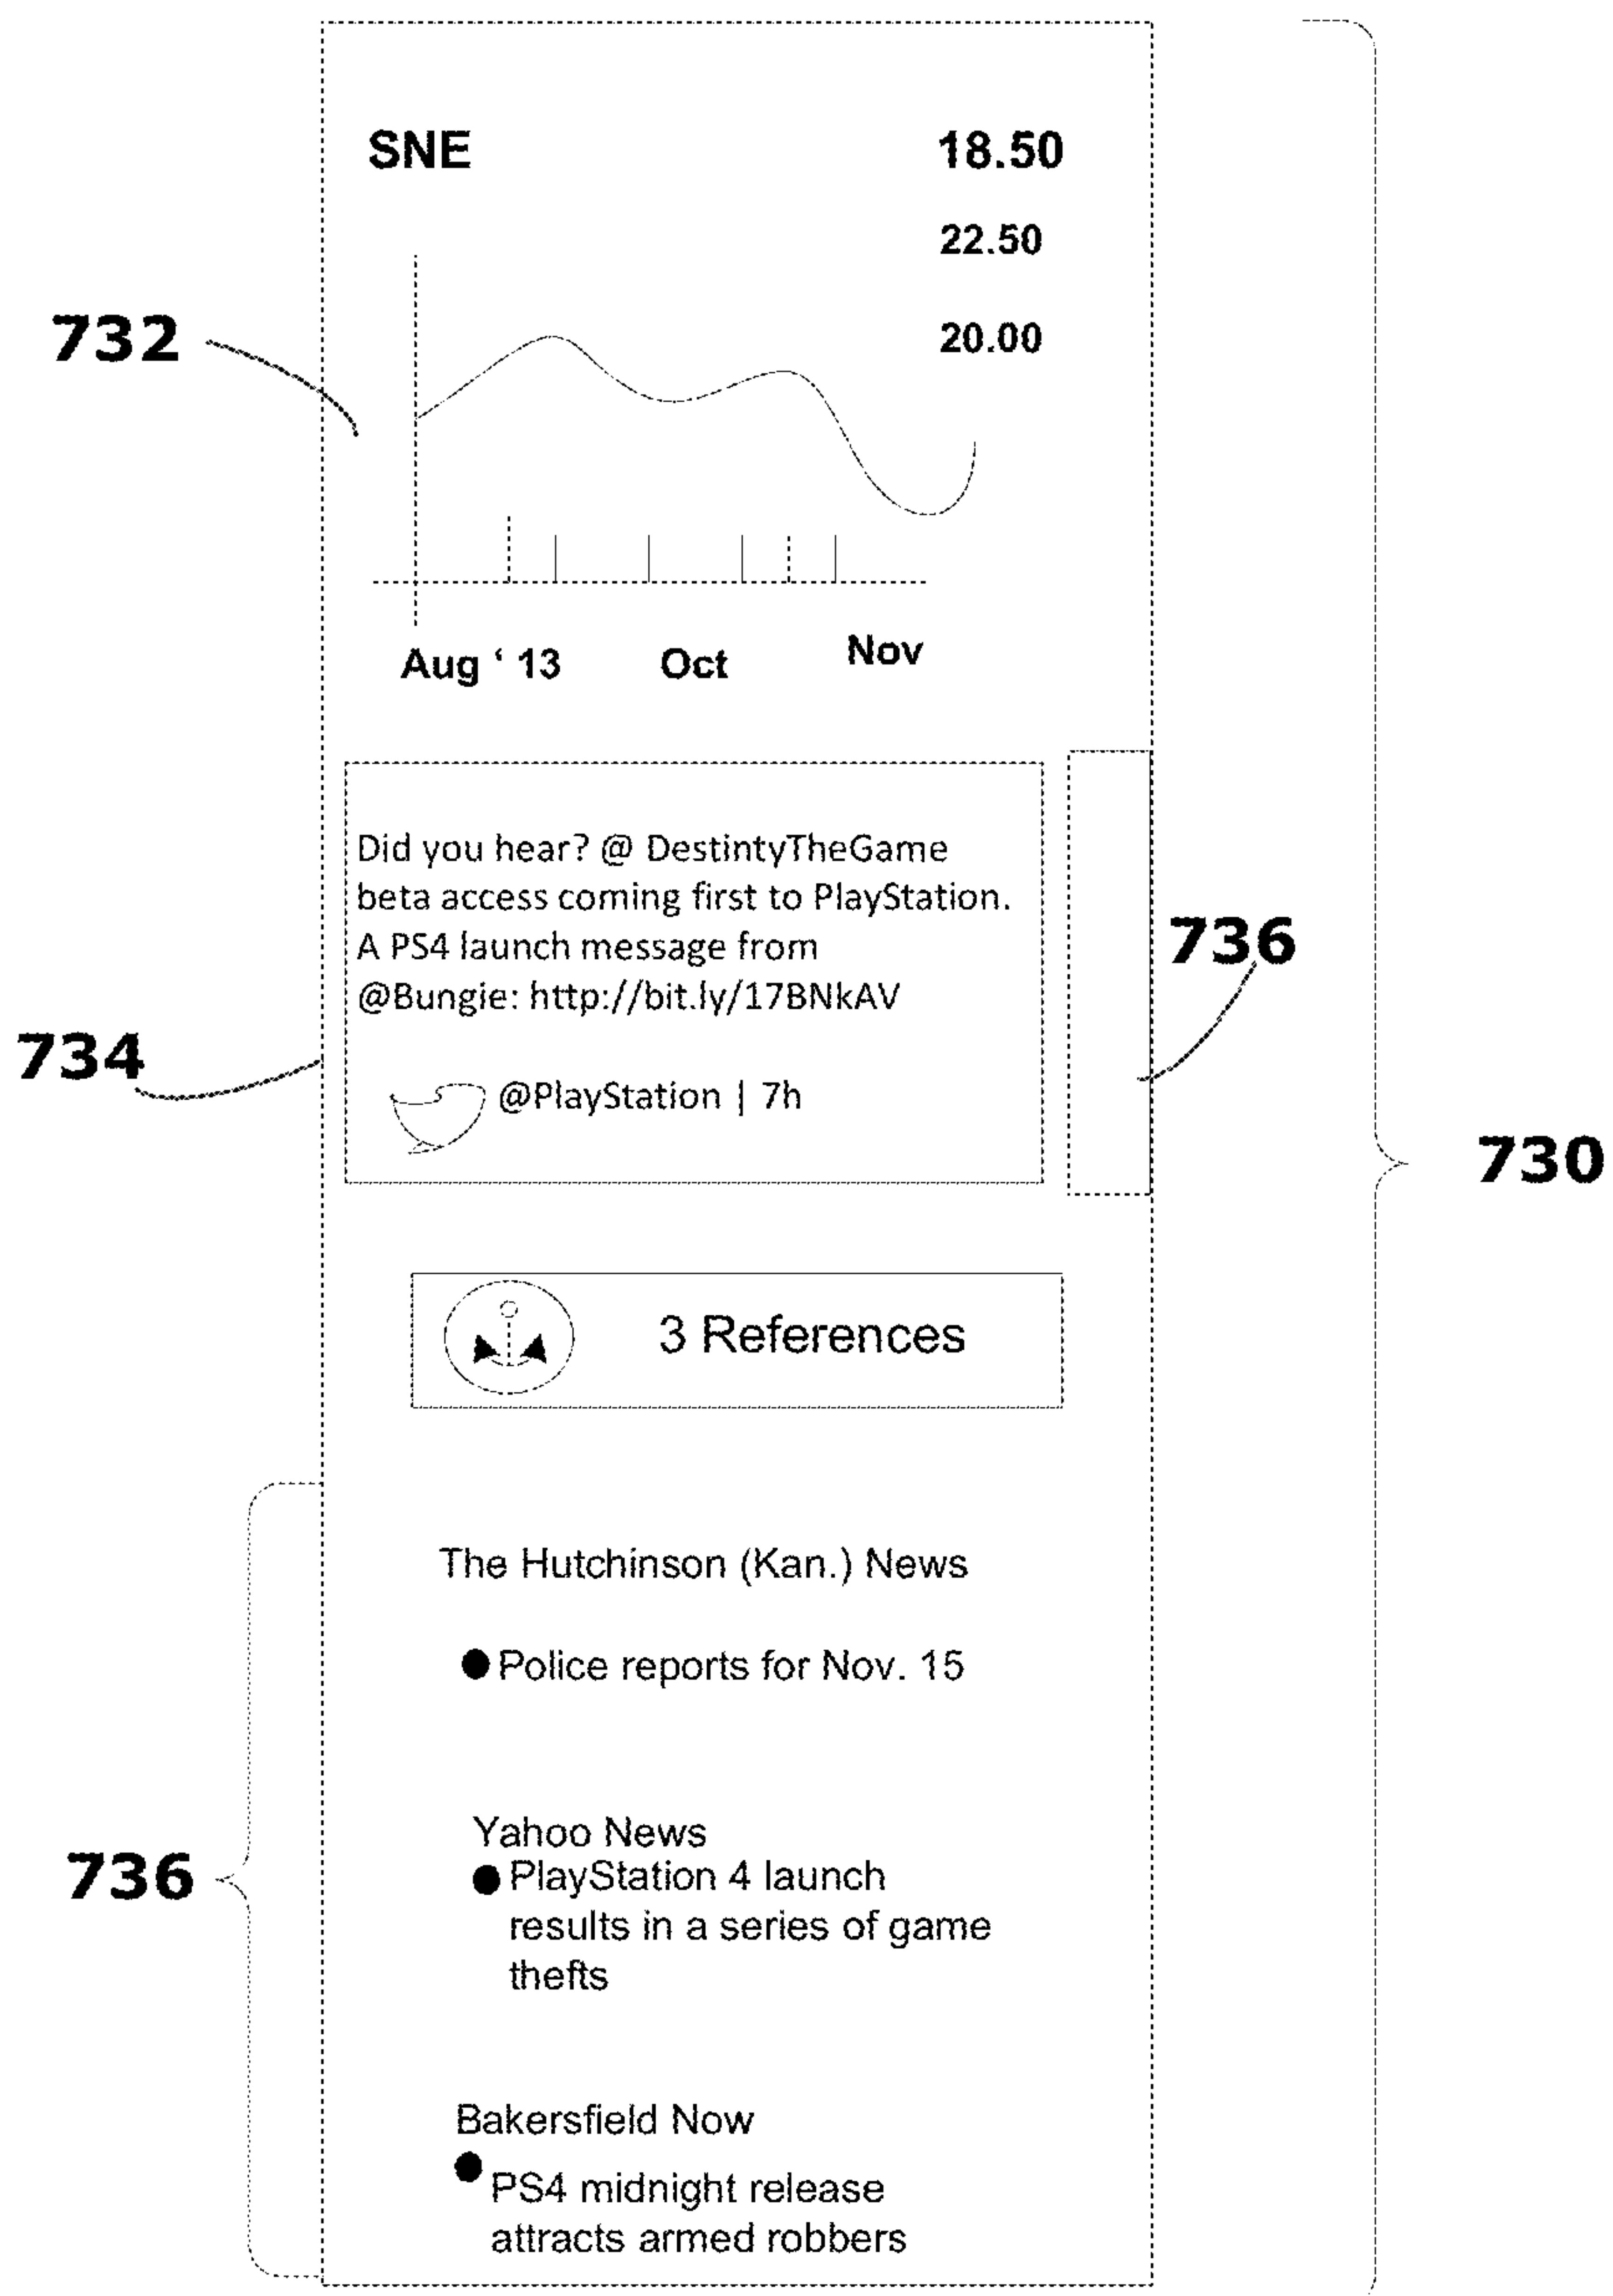 SNE 18.50
22.50
732
20.00
Aug ‘ 13 Oct Nov
Did you hear? @ DestintyTheGame
beta access coming first to PlayStation.
A PS4 launch message from
@Bungie: http://bit.ly/17BNkAV
736
734
@PlayStation | 7h
730
3 References
The Hutchinson (Kan.) News
Police reports for Nov. 15
Yahoo News
PlayStation 4 launch
results in a series of game
thefts
736
Bakersfield Now
PS4 midnight release
attracts armed robbers